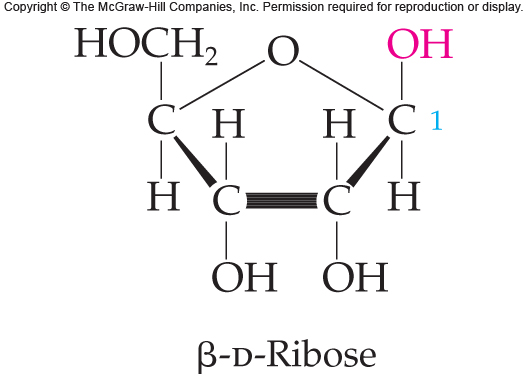 Copyright © The McGraw-Hill Companies, Inc. Permission required for reproduction or display.
HOCH₂ O OH
C H H C 1
H C C H
OH OH
β-D-Ribose